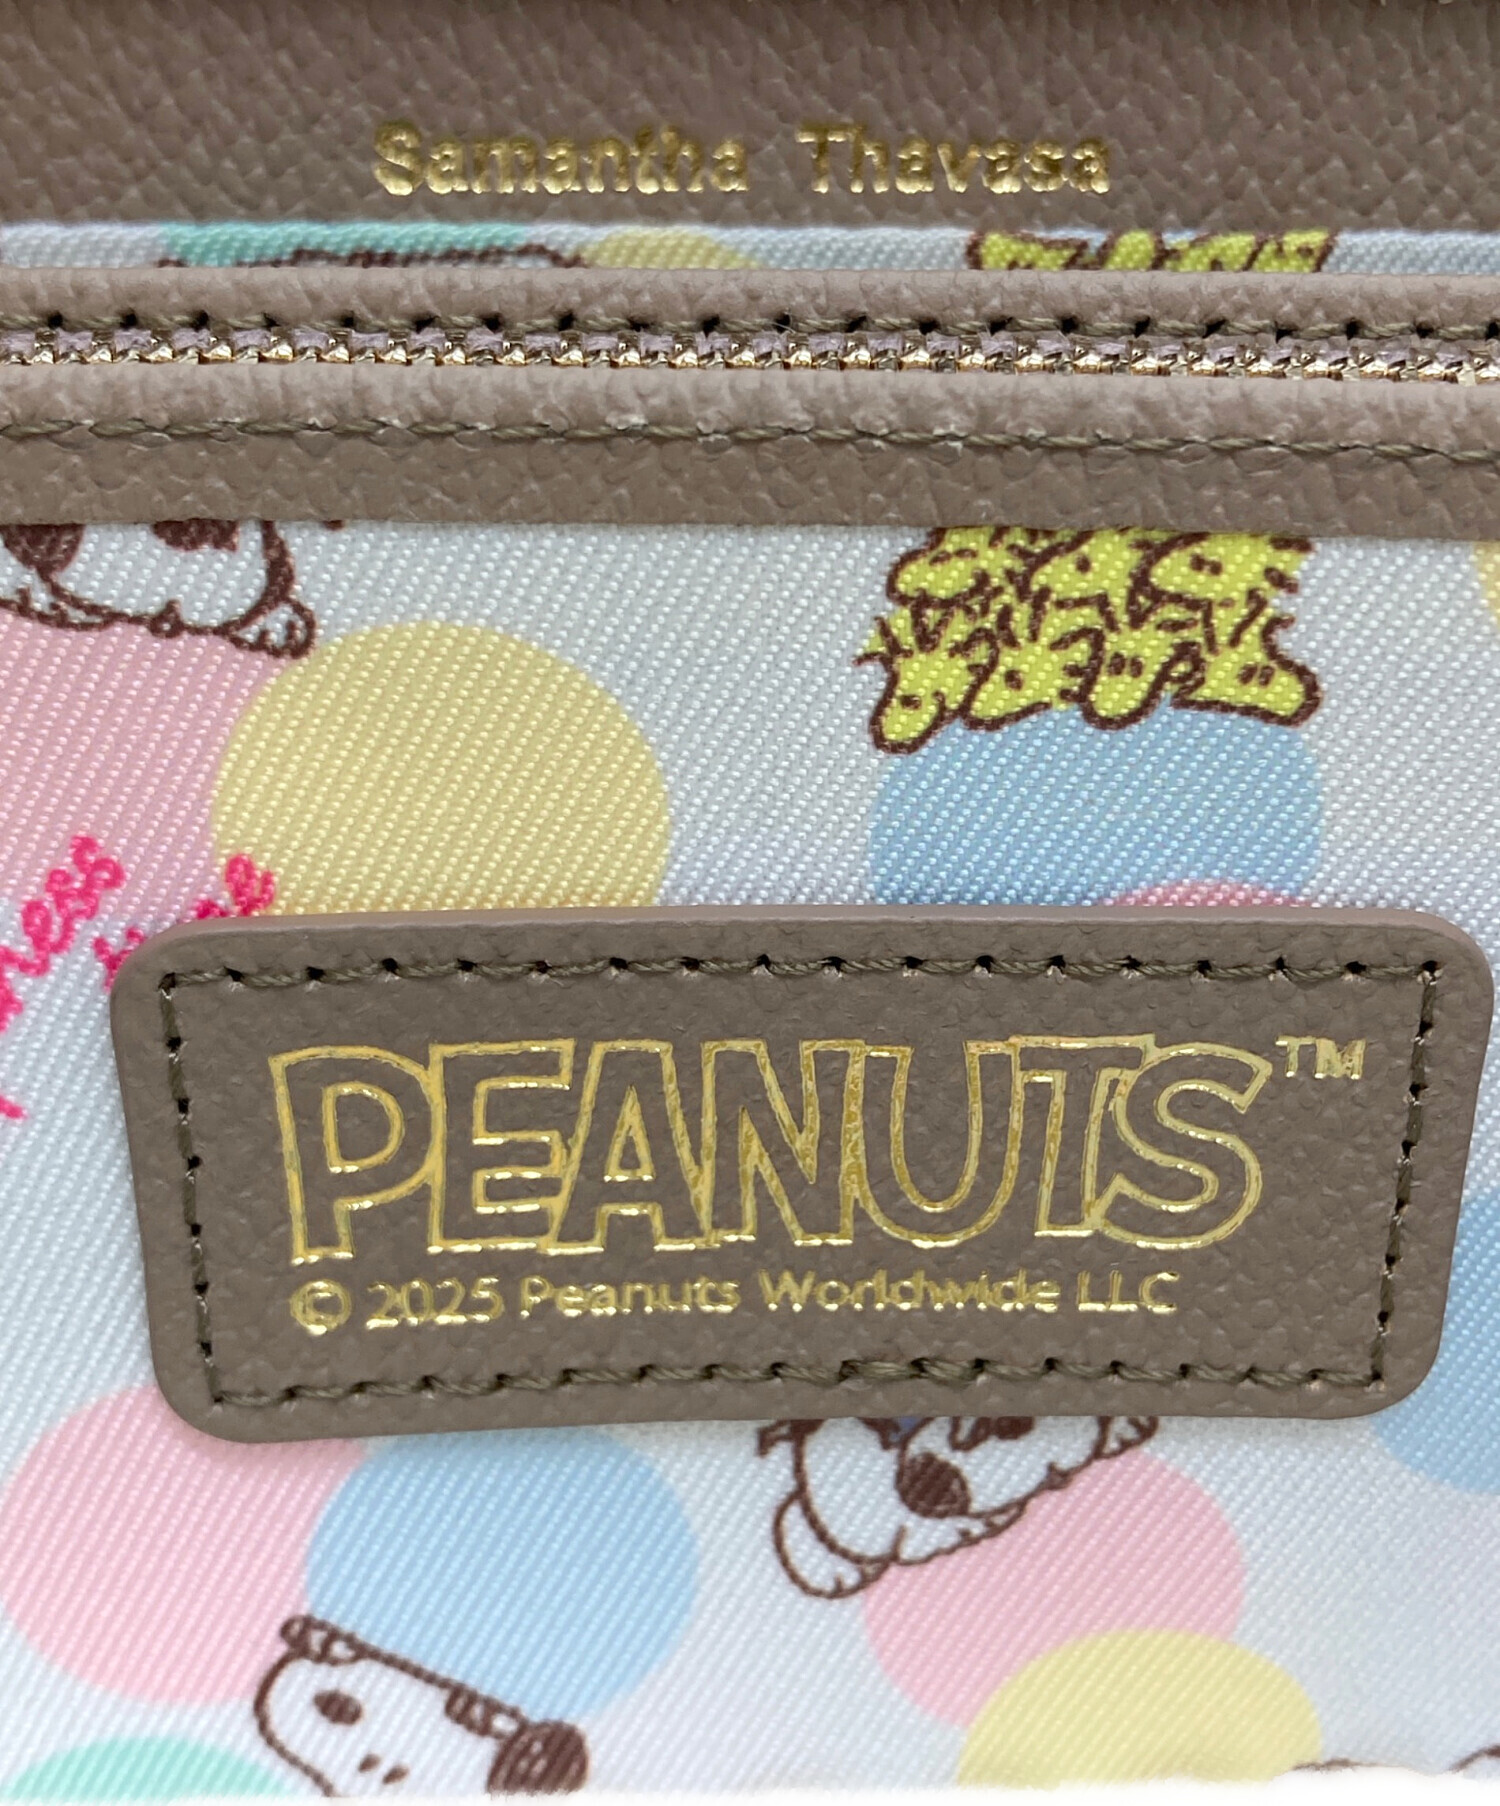 Samantha Thavasa
PEANUTS™
© 2025 Peanuts Worldwide LLC